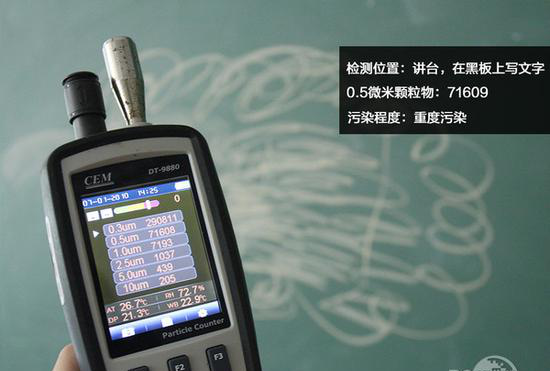 检测位置：讲台，在黑板上写文字
0.5微米颗粒物：71609
污染程度：重度污染
CEM
DT-9880
07-01-2010 14:25
0
0.3um 290811
0.5um 71608
1.0um 7193
2.5um 1037
5.0um 439
10um 205
AT 26.7℃ RH 72.7%
DP 21.3℃ WB 22.9℃
Particle Counter
F2
F3